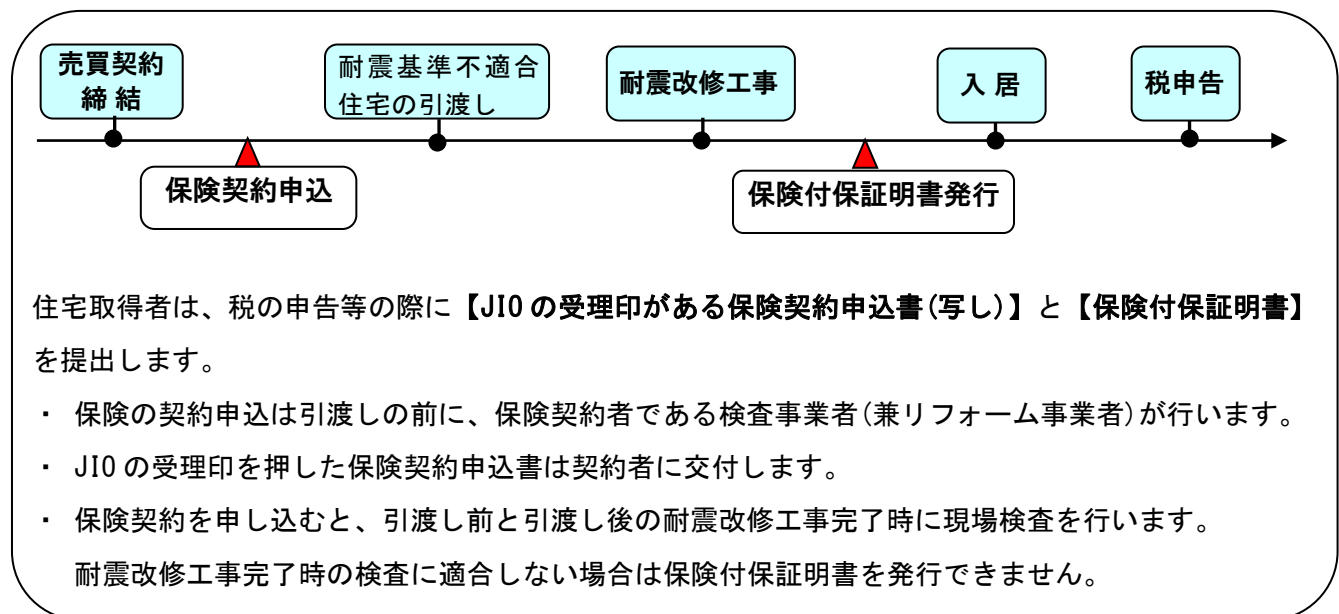 売買契約
締結
耐震基準不適合
住宅の引渡し
耐震改修工事
入居
税申告
保険契約申込
保険付保証明書発行
住宅取得者は、税の申告等の際に【JIO の受理印がある保険契約申込書(写し)】と【保険付保証明書】
を提出します。
・ 保険の契約申込は引渡しの前に、保険契約者である検査事業者(兼リフォーム事業者)が行います。
・ JIO の受理印を押した保険契約申込書は契約者に交付します。
・ 保険契約を申し込むと、引渡し前と引渡し後の耐震改修工事完了時に現場検査を行います。
耐震改修工事完了時の検査に適合しない場合は保険付保証明書を発行できません。